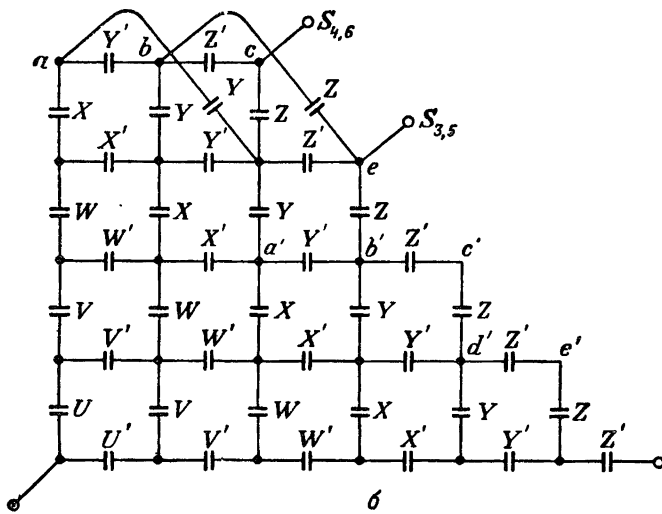 a Y' b Z' c S4,6
X Y Y Z Z S3,5
X' Y' Z' e
W X Y Z
W' X' a' Y' b' Z' c'
V W X Y Z
V' W' X' Y' d' Z' e'
U V W X Y Z
U' V' W' X' Y' Z'
б